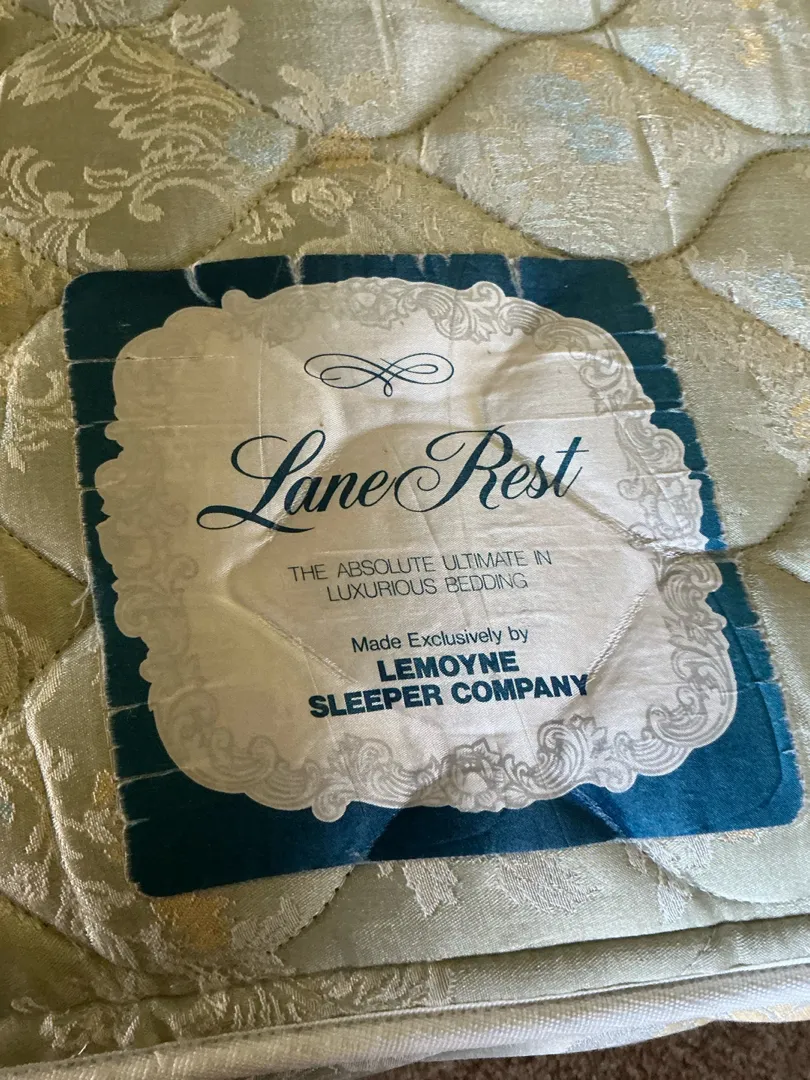 Lane Rest
THE ABSOLUTE ULTIMATE IN
LUXURIOUS BEDDING
Made Exclusively by
LEMOYNE
SLEEPER COMPANY